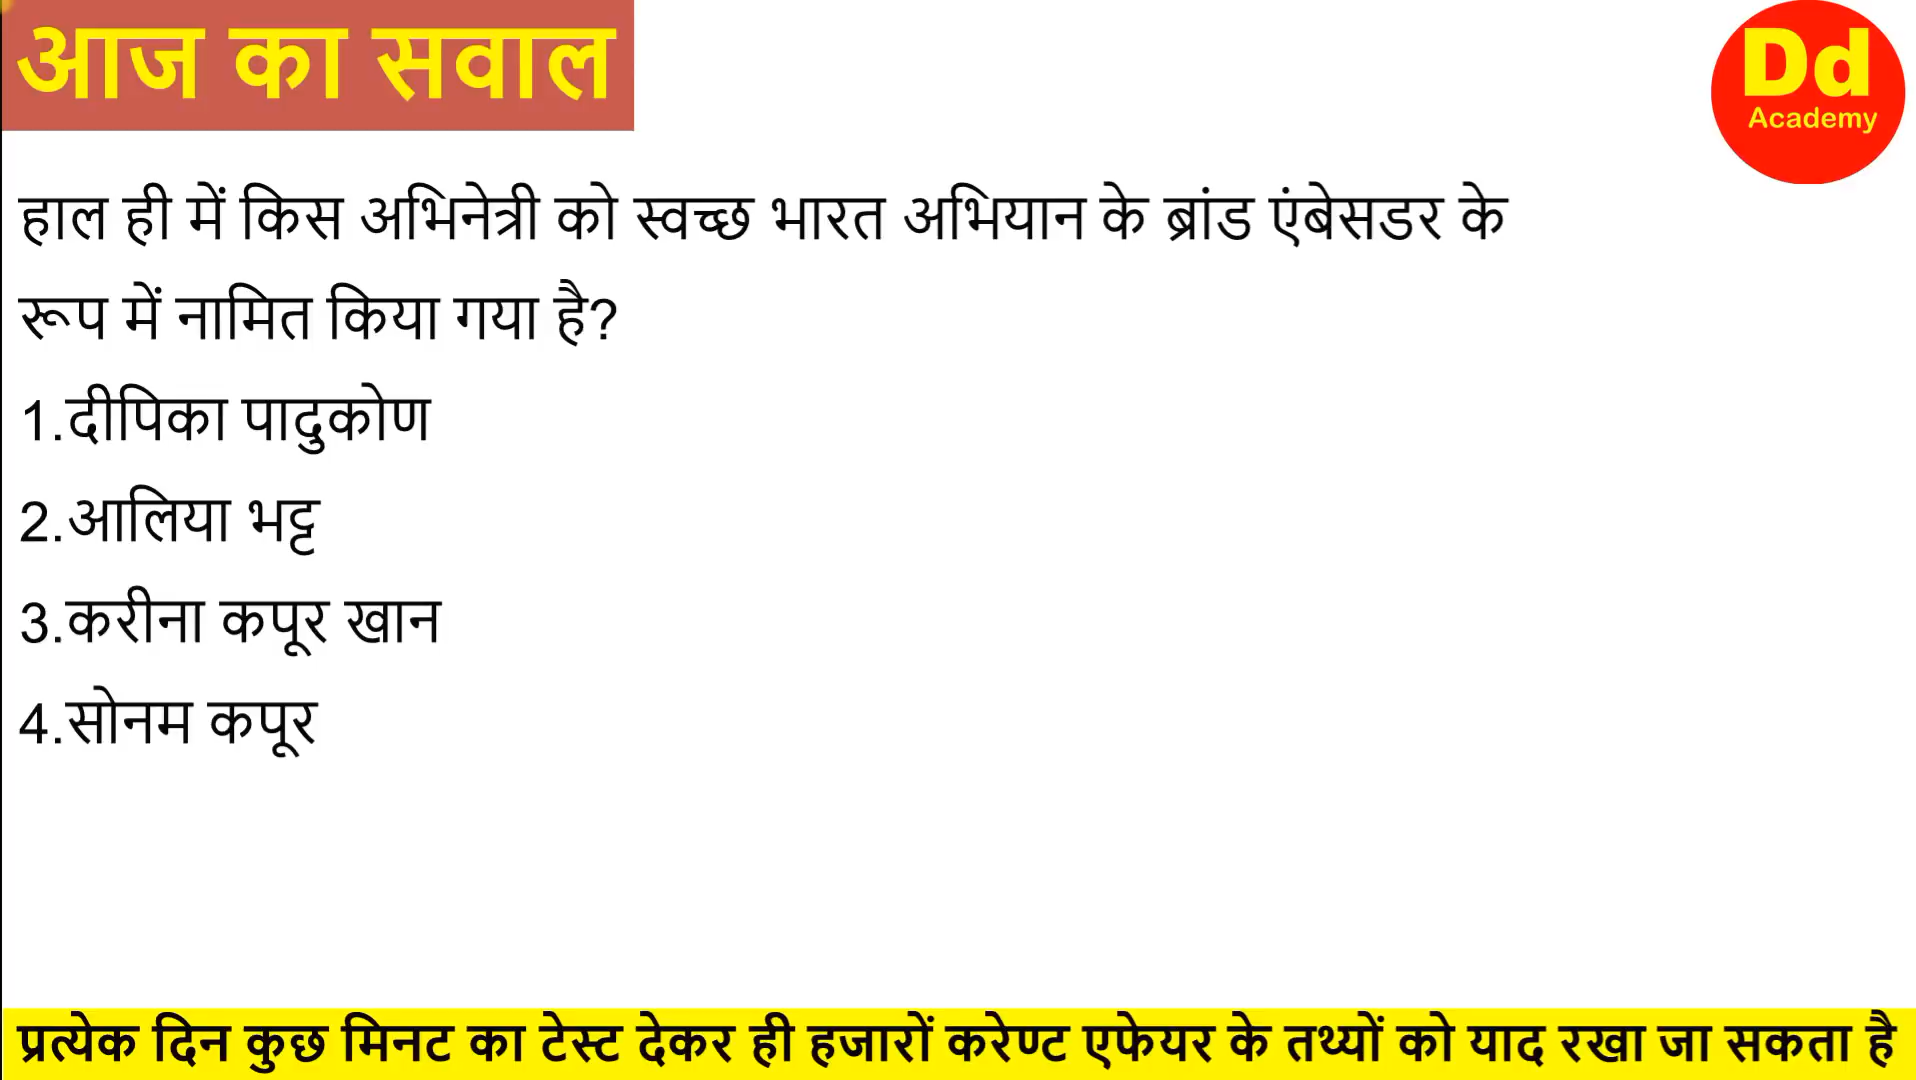 आज का सवाल
Dd
Academy
हाल ही में किस अभिनेत्री को स्वच्छ भारत अभियान के ब्रांड एंबेसडर के
रूप में नामित किया गया है?
1.दीपिका पादुकोण
2.आलिया भट्ट
3.करीना कपूर खान
4.सोनम कपूर
प्रत्येक दिन कुछ मिनट का टेस्ट देकर ही हजारों करेण्ट एफेयर के तथ्यों को याद रखा जा सकता है